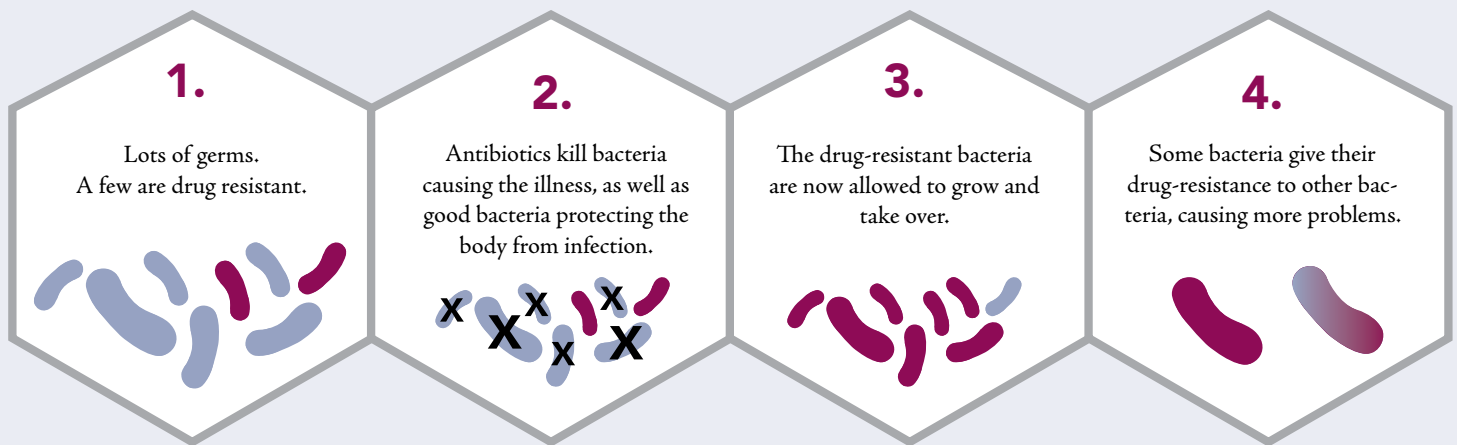 1.
Lots of germs.
A few are drug resistant.
2.
Antibiotics kill bacteria
causing the illness, as well as
good bacteria protecting the
body from infection.
X
X
X
X
X
X
3.
The drug-resistant bacteria
are now allowed to grow and
take over.
4.
Some bacteria give their
drug-resistance to other bac-
teria, causing more problems.